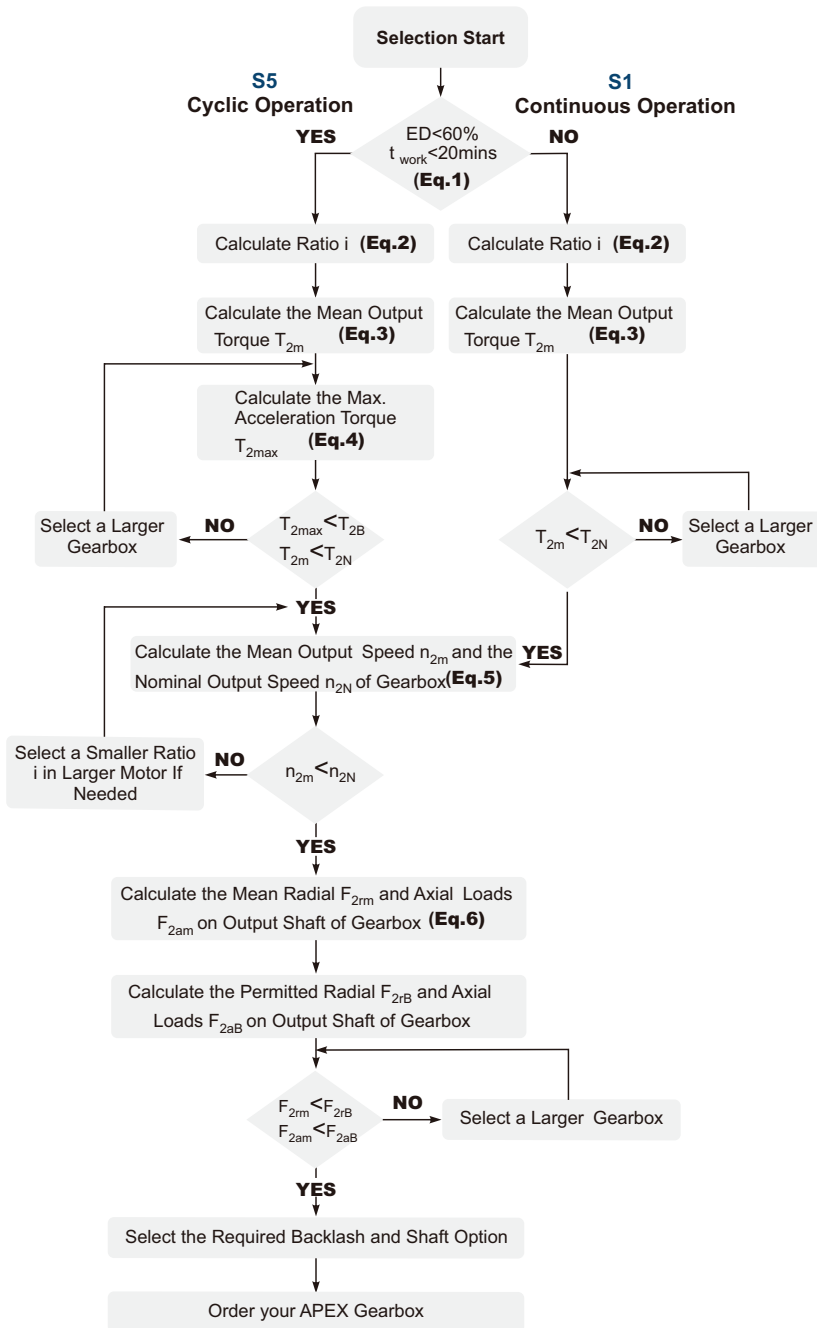 Selection Start
S5
Cyclic Operation
S1
Continuous Operation
YES
ED<60%
t work<20mins
(Eq.1)
NO
Calculate Ratio i (Eq.2)
Calculate Ratio i (Eq.2)
Calculate the Mean Output
Torque T2m (Eq.3)
Calculate the Mean Output
Torque T2m (Eq.3)
Calculate the Max.
Acceleration Torque
T2max (Eq.4)
Select a Larger
Gearbox
NO
T2max<T2B
T2m<T2N
T2m<T2N
NO
Select a Larger
Gearbox
YES
YES
Calculate the Mean Output Speed n2m and the
Nominal Output Speed n2N of Gearbox(Eq.5)
Select a Smaller Ratio
i in Larger Motor If
Needed
NO
n2m<n2N
YES
Calculate the Mean Radial F2rm and Axial Loads
F2am on Output Shaft of Gearbox (Eq.6)
Calculate the Permitted Radial F2rB and Axial
Loads F2aB on Output Shaft of Gearbox
F2rm<F2rB
F2am<F2aB
NO
Select a Larger Gearbox
YES
Select the Required Backlash and Shaft Option
Order your APEX Gearbox